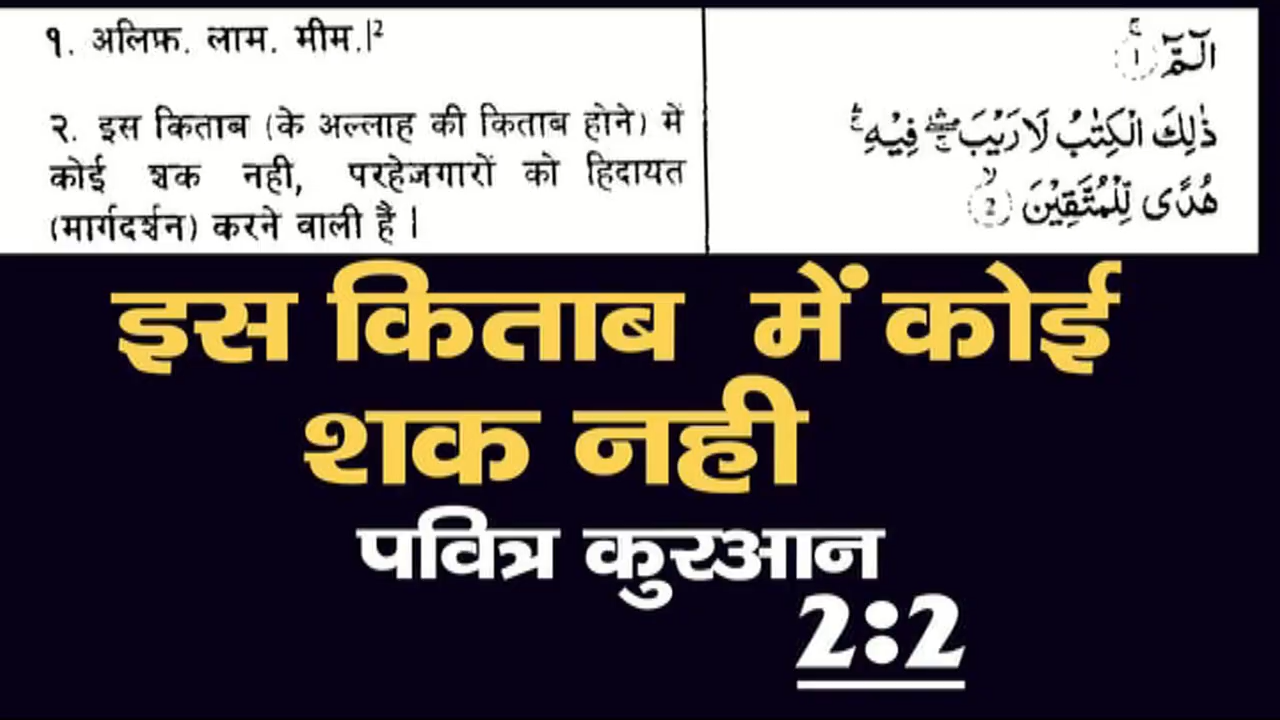 १. अलिफ़. लाम. मीम.।²
२. इस किताब (के अल्लाह की किताब होने) में
कोई शक नही, परहेजगारों को हिदायत
(मार्गदर्शन) करने वाली है ।
الٓمّٓ ۚ ١
ذٰلِكَ الْكِتٰبُ لَا رَيْبَ ۛ فِيْهِ ۛ
هُدًى لِّلْمُتَّقِيْنَ ۙ 2
इस किताब में कोई
शक नही
पवित्र कुरआन
2:2